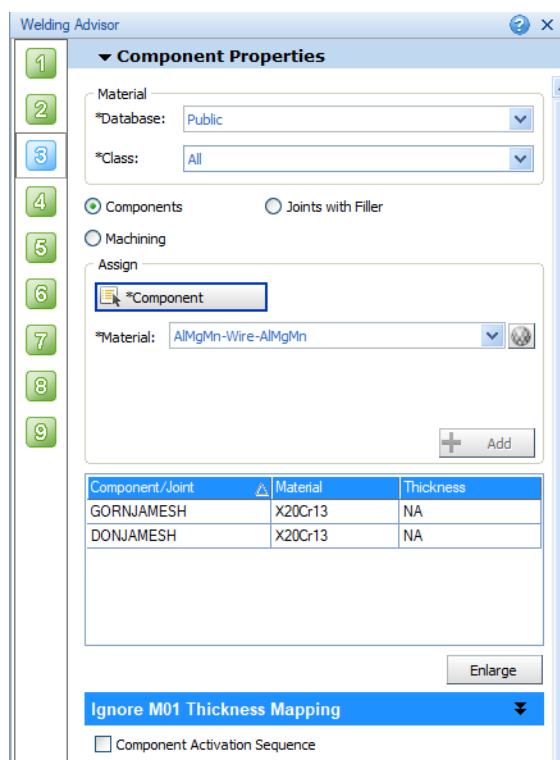 Welding Advisor
Component Properties
1
2
3
4
5
6
7
8
9
Material
*Database: Public
*Class: All
Components Joints with Filler
Machining
Assign
*Component
*Material: AlMgMn-Wire-AlMgMn
Add
Component/Joint Material Thickness
GORNJAMESH X20Cr13 NA
DONJAMESH X20Cr13 NA
Enlarge
Ignore M01 Thickness Mapping
Component Activation Sequence